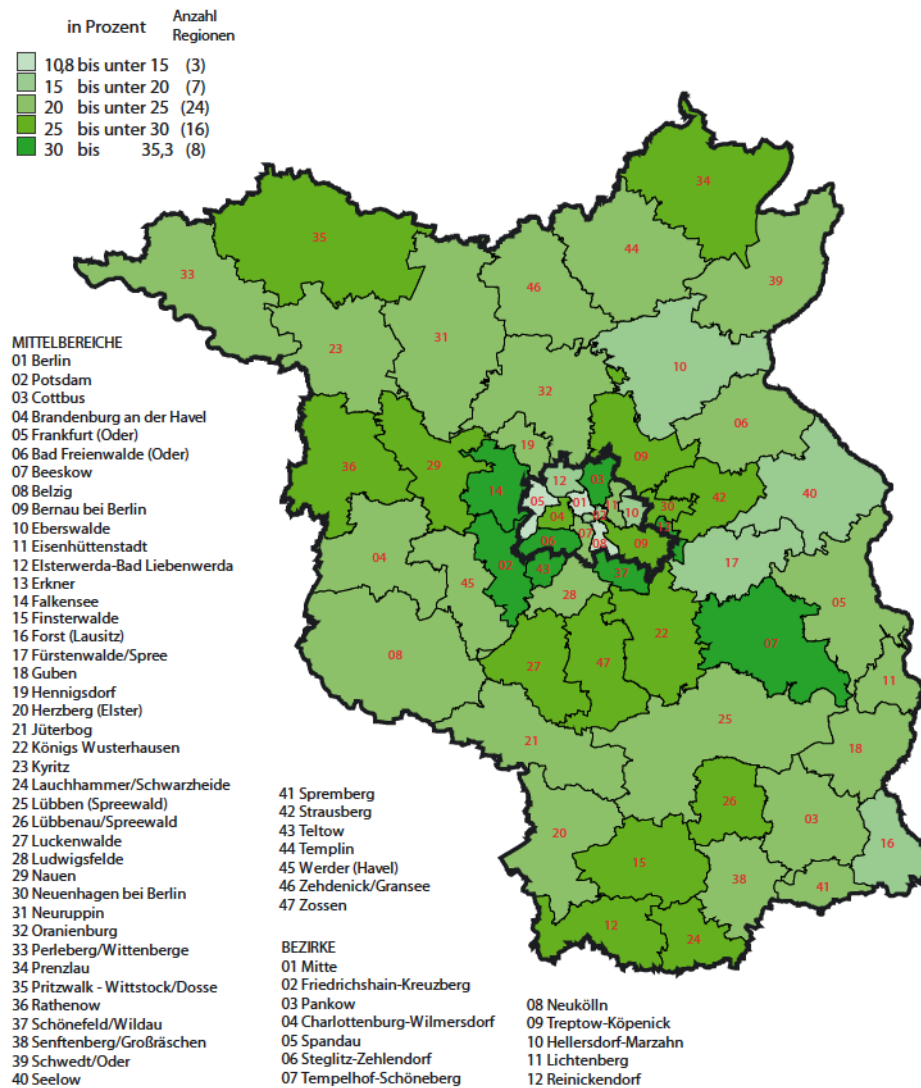 in Prozent Anzahl Regionen
10,8 bis unter 15 (3)
15 bis unter 20 (7)
20 bis unter 25 (24)
25 bis unter 30 (16)
30 bis 35,3 (8)
34
35
33
44
46
39
31
23
10
32
06
19
09
36
29
14
12
03
40
05
01
11
10
30
42
04
02
13
04
07
08
09
06
17
02
43
37
45
28
05
22
07
08
27
47
11
25
21
18
26
03
20
16
15
38
41
12
24
MITTELBEREICHE
01 Berlin
02 Potsdam
03 Cottbus
04 Brandenburg an der Havel
05 Frankfurt (Oder)
06 Bad Freienwalde (Oder)
07 Beeskow
08 Belzig
09 Bernau bei Berlin
10 Eberswalde
11 Eisenhüttenstadt
12 Elsterwerda-Bad Liebenwerda
13 Erkner
14 Falkensee
15 Finsterwalde
16 Forst (Lausitz)
17 Fürstenwalde/Spree
18 Guben
19 Hennigsdorf
20 Herzberg (Elster)
21 Jüterbog
22 Königs Wusterhausen
23 Kyritz
24 Lauchhammer/Schwarzheide
25 Lübben (Spreewald)
26 Lübbenau/Spreewald
27 Luckenwalde
28 Ludwigsfelde
29 Nauen
30 Neuenhagen bei Berlin
31 Neuruppin
32 Oranienburg
33 Perleberg/Wittenberge
34 Prenzlau
35 Pritzwalk - Wittstock/Dosse
36 Rathenow
37 Schönefeld/Wildau
38 Senftenberg/Großräschen
39 Schwedt/Oder
40 Seelow
41 Spremberg
42 Strausberg
43 Teltow
44 Templin
45 Werder (Havel)
46 Zehdenick/Gransee
47 Zossen
BEZIRKE
01 Mitte
02 Friedrichshain-Kreuzberg
03 Pankow
04 Charlottenburg-Wilmersdorf
05 Spandau
06 Steglitz-Zehlendorf
07 Tempelhof-Schöneberg
08 Neukölln
09 Treptow-Köpenick
10 Hellersdorf-Marzahn
11 Lichtenberg
12 Reinickendorf